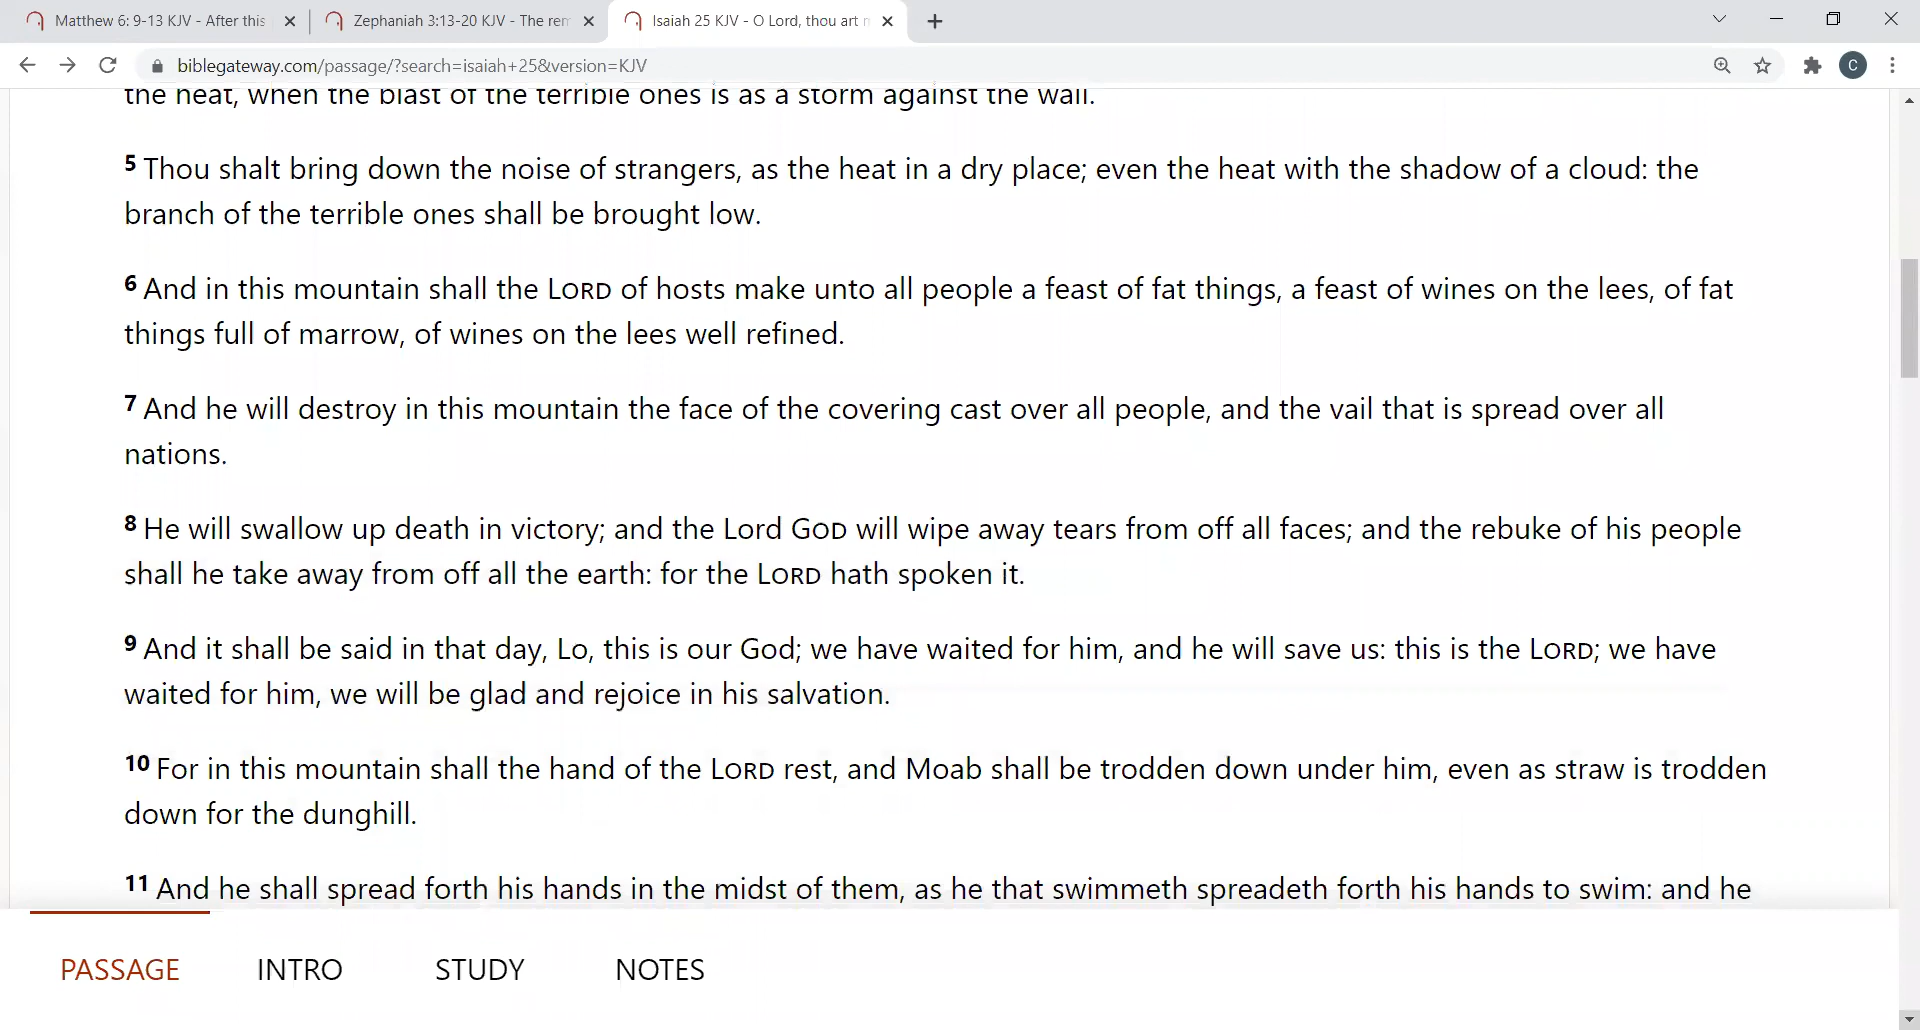 Matthew 6: 9-13 KJV - After this
Zephaniah 3:13-20 KJV - The rem
Isaiah 25 KJV - O Lord, thou art m
biblegateway.com/passage/?search=isaiah+25&version=KJV
C
the heat, when the blast of the terrible ones is as a storm against the wall.
5 Thou shalt bring down the noise of strangers, as the heat in a dry place; even the heat with the shadow of a cloud: the
branch of the terrible ones shall be brought low.
6 And in this mountain shall the LORD of hosts make unto all people a feast of fat things, a feast of wines on the lees, of fat
things full of marrow, of wines on the lees well refined.
7 And he will destroy in this mountain the face of the covering cast over all people, and the vail that is spread over all
nations.
8 He will swallow up death in victory; and the Lord GOD will wipe away tears from off all faces; and the rebuke of his people
shall he take away from off all the earth: for the LORD hath spoken it.
9 And it shall be said in that day, Lo, this is our God; we have waited for him, and he will save us: this is the LORD; we have
waited for him, we will be glad and rejoice in his salvation.
10 For in this mountain shall the hand of the LORD rest, and Moab shall be trodden down under him, even as straw is trodden
down for the dunghill.
11 And he shall spread forth his hands in the midst of them, as he that swimmeth spreadeth forth his hands to swim: and he
PASSAGE INTRO STUDY NOTES